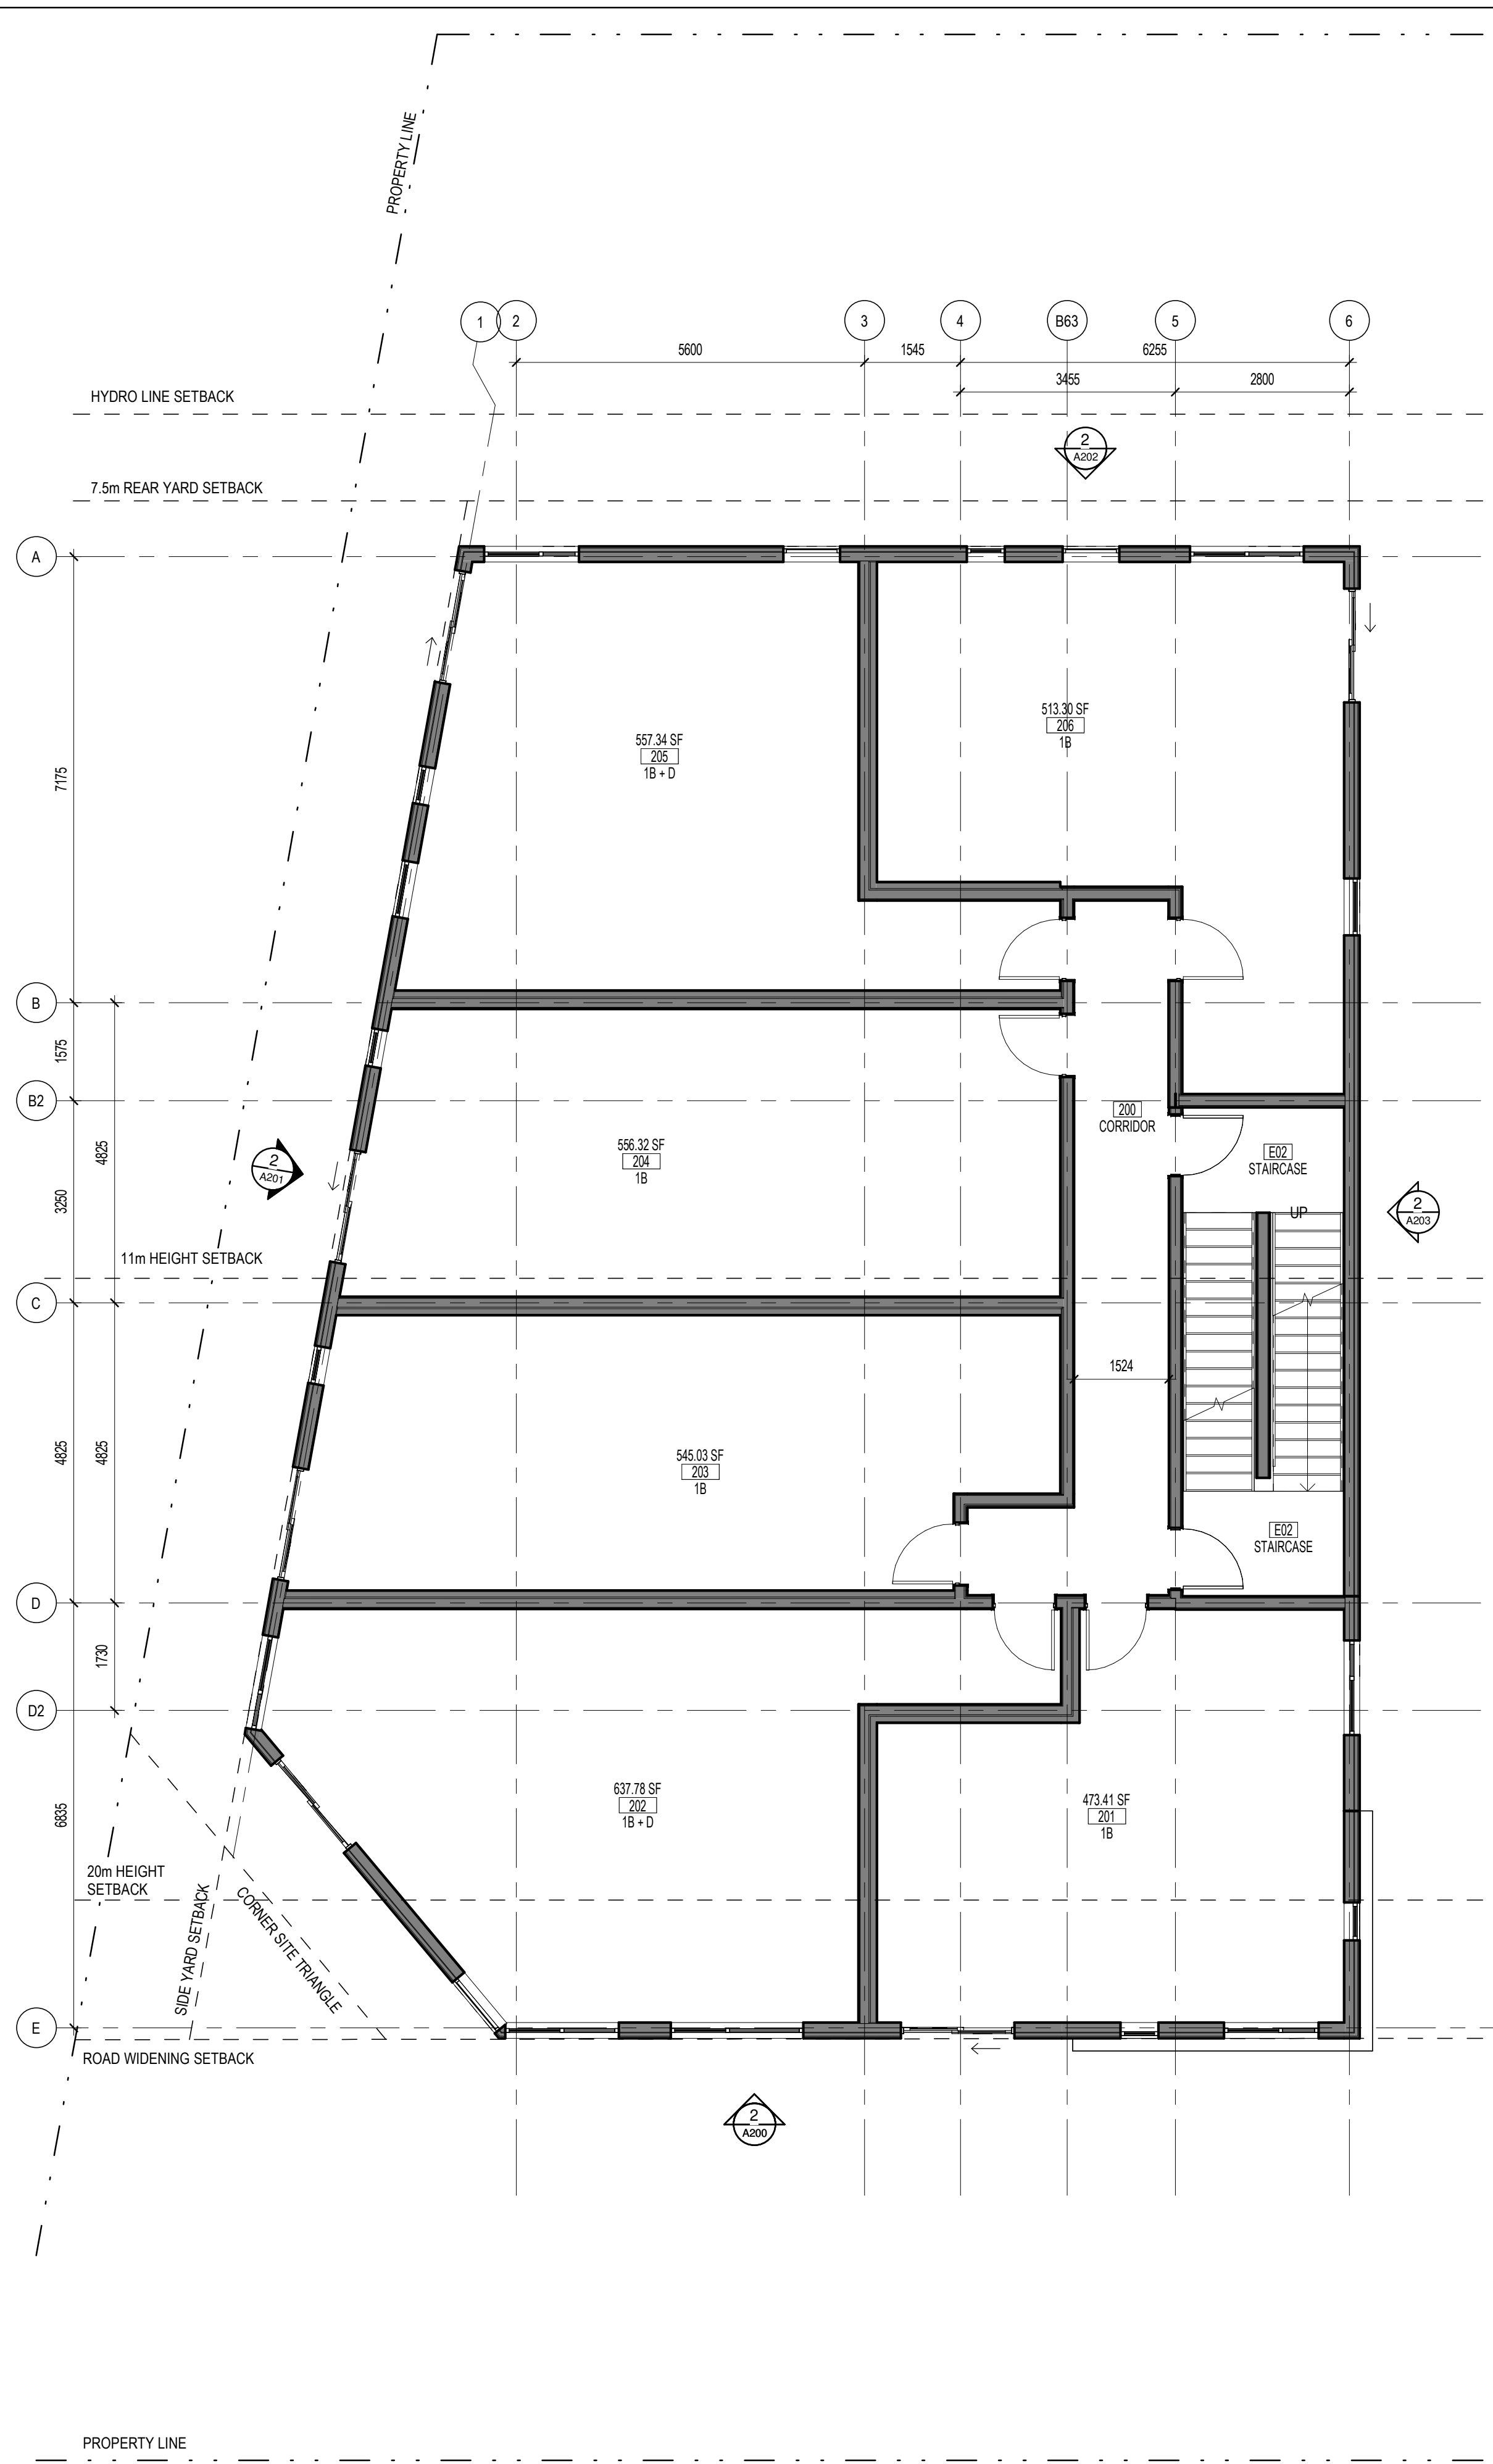 PROPERTY LINE
1
2
3
4
B63
5
6
5600
1545
6255
3455
2800
HYDRO LINE SETBACK
2
A202
7.5m REAR YARD SETBACK
A
513.30 SF
206
1B
557.34 SF
205
1B + D
7175
B
1575
B2
200
CORRIDOR
4825
556.32 SF
204
1B
E02
STAIRCASE
2
A201
3250
UP
2
A203
11m HEIGHT SETBACK
C
1524
4825
4825
545.03 SF
203
1B
E02
STAIRCASE
D
1730
D2
637.78 SF
202
1B + D
473.41 SF
201
1B
6835
20m HEIGHT
SETBACK
SIDE YARD SETBACK
CORNER SITE TRIANGLE
E
ROAD WIDENING SETBACK
2
A200
PROPERTY LINE